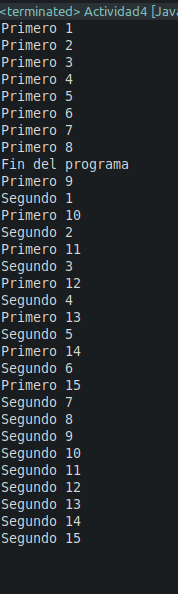 <terminated> Actividad4 [Java
Primero 1
Primero 2
Primero 3
Primero 4
Primero 5
Primero 6
Primero 7
Primero 8
Fin del programa
Primero 9
Segundo 1
Primero 10
Segundo 2
Primero 11
Segundo 3
Primero 12
Segundo 4
Primero 13
Segundo 5
Primero 14
Segundo 6
Primero 15
Segundo 7
Segundo 8
Segundo 9
Segundo 10
Segundo 11
Segundo 12
Segundo 13
Segundo 14
Segundo 15